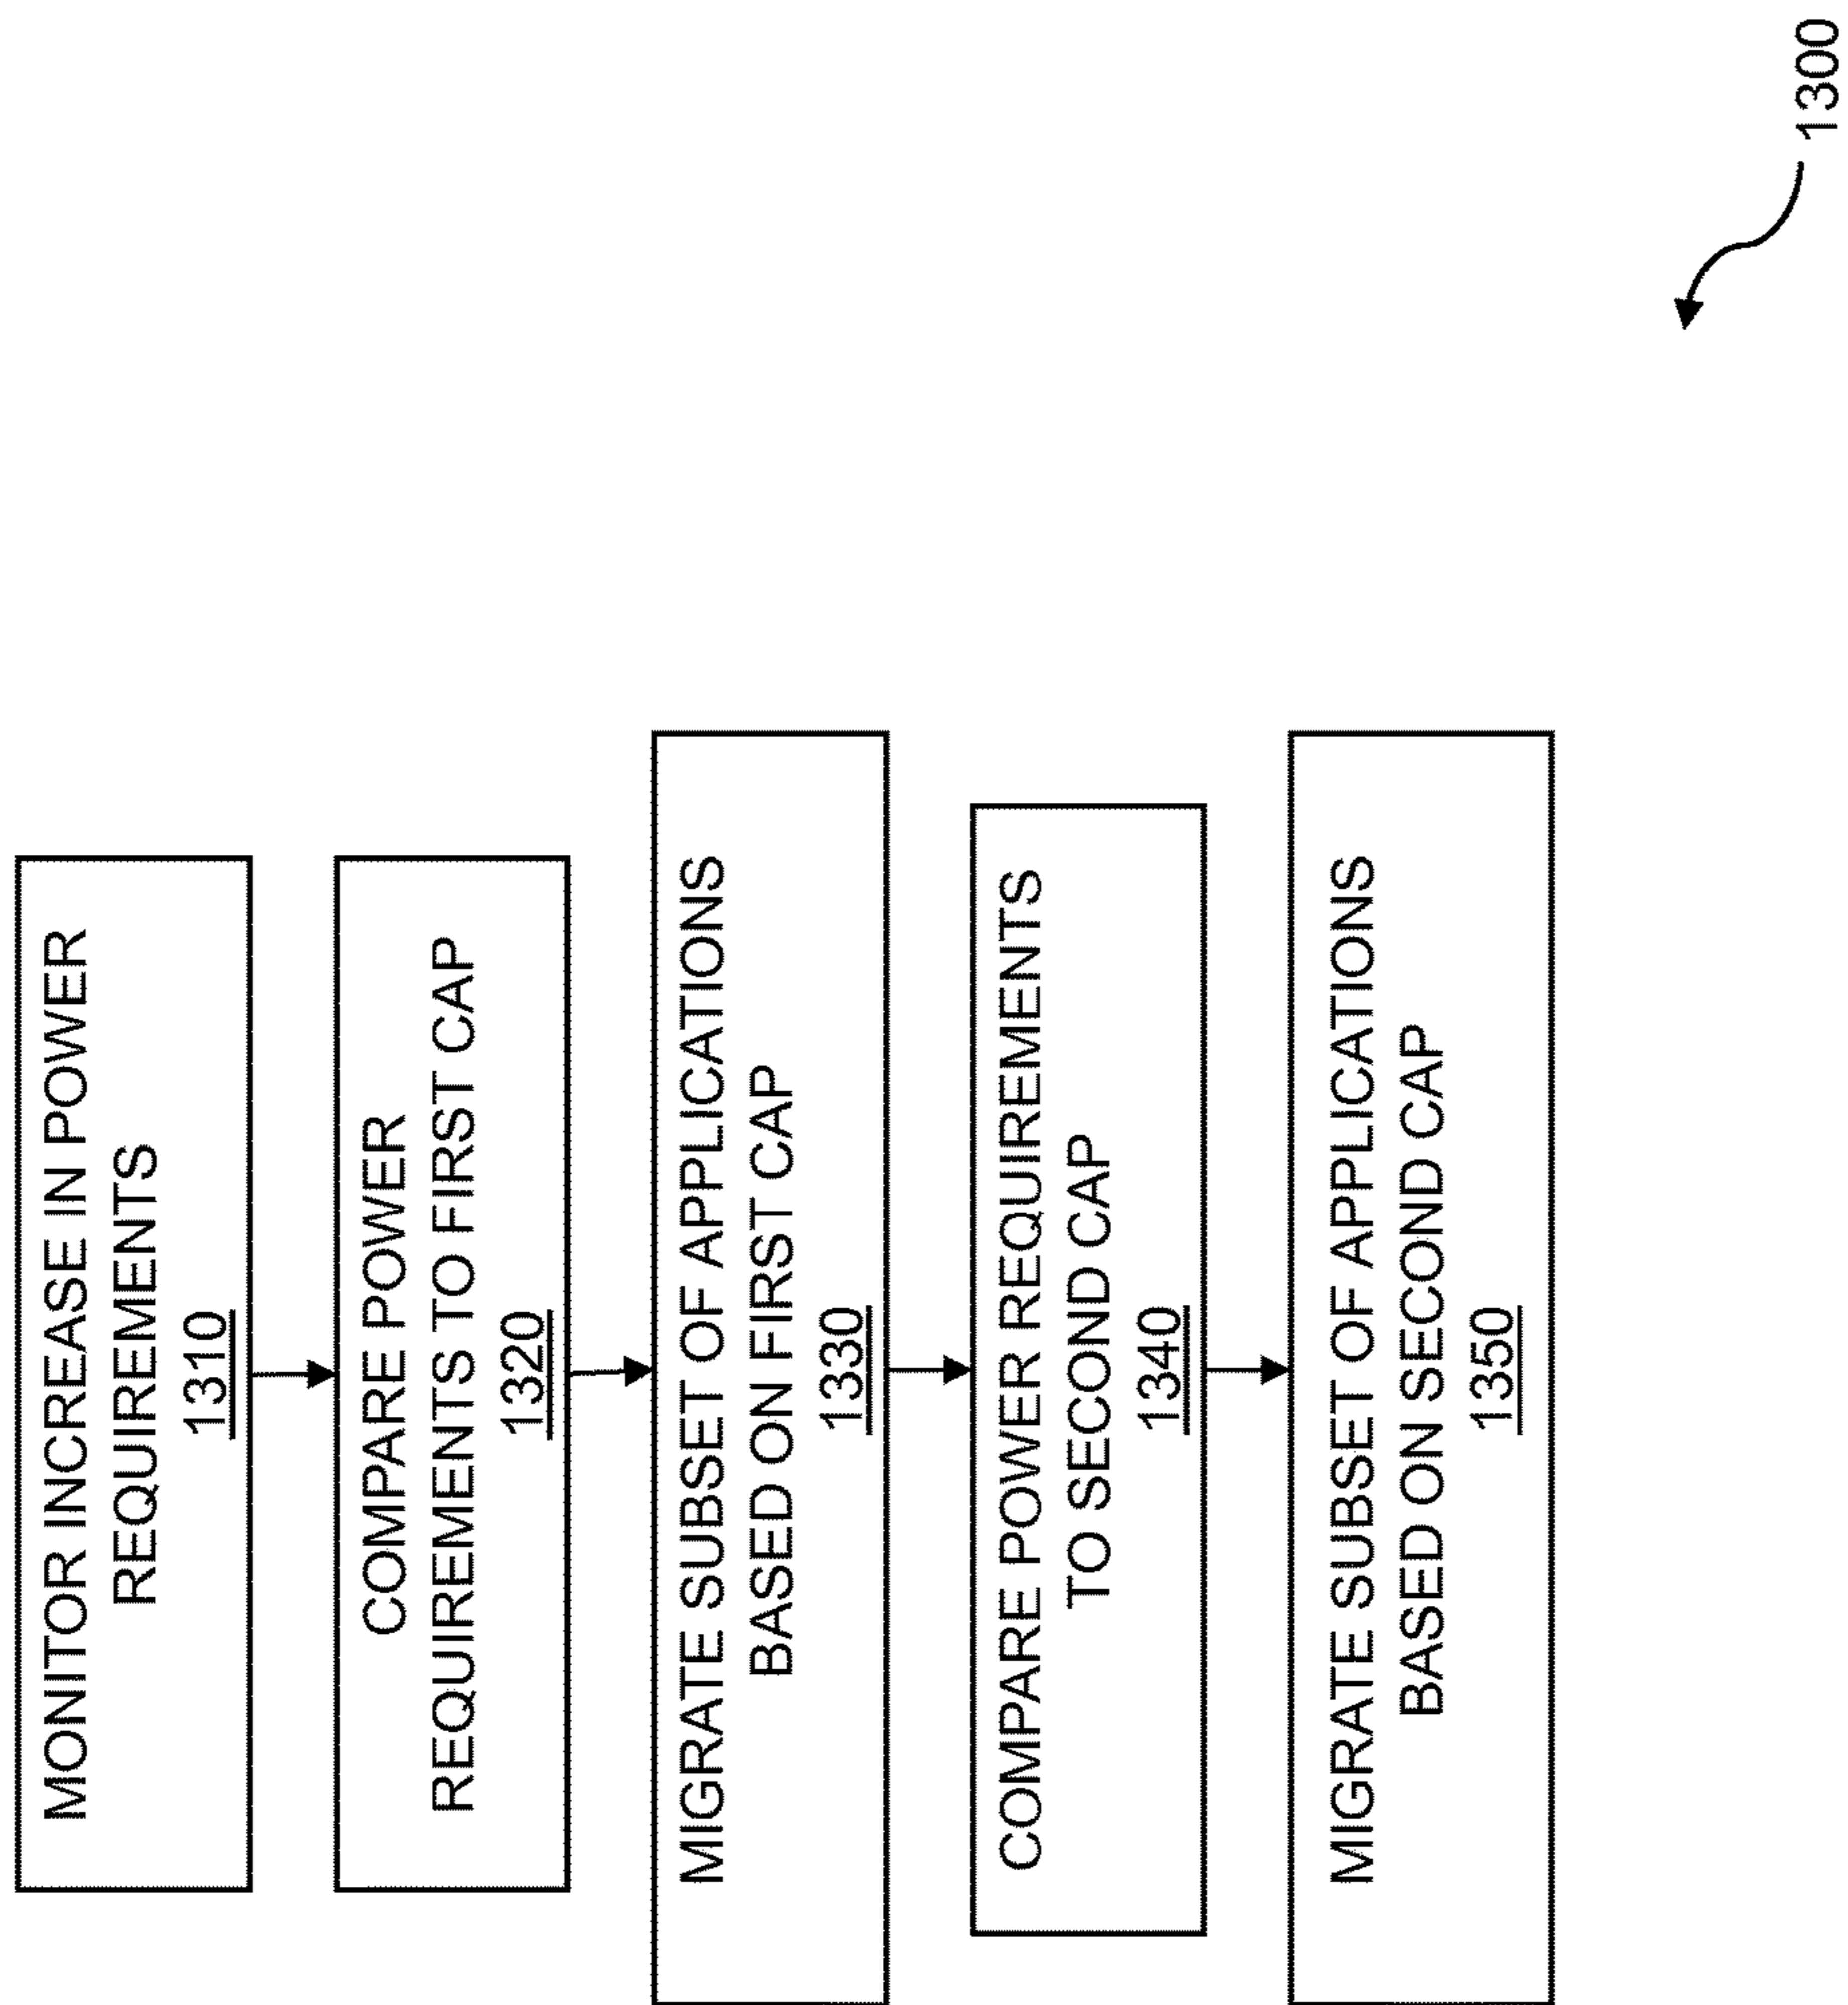 MONITOR INCREASE IN POWER
REQUIREMENTS
1310
COMPARE POWER
REQUIREMENTS TO FIRST CAP
1320
MIGRATE SUBSET OF APPLICATIONS
BASED ON FIRST CAP
1330
COMPARE POWER REQUIREMENTS
TO SECOND CAP
1340
MIGRATE SUBSET OF APPLICATIONS
BASED ON SECOND CAP
1350
1300